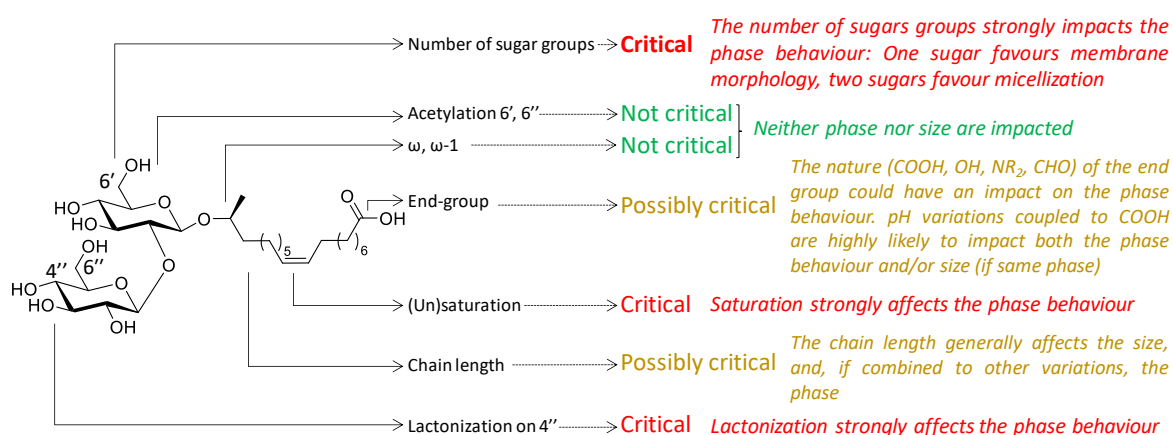 Number of sugar groups
Critical
The number of sugars groups strongly impacts the
phase behaviour: One sugar favours membrane
morphology, two sugars favour micellization
Acetylation 6’, 6’’
Not critical
ω, ω-1
Not critical
Neither phase nor size are impacted
End-group
Possibly critical
The nature (COOH, OH, NR2, CHO) of the end
group could have an impact on the phase
behaviour. pH variations coupled to COOH
are highly likely to impact both the phase
behaviour and/or size (if same phase)
(Un)saturation
Critical
Saturation strongly affects the phase behaviour
Chain length
Possibly critical
The chain length generally affects the size,
and, if combined to other variations, the
phase
Lactonization on 4’’
Critical
Lactonization strongly affects the phase behaviour
OH
6’
HO
HO
O
O
O
OH
( )5
( )6
OH
4’’
6’’
O
HO
HO
O
O
OH